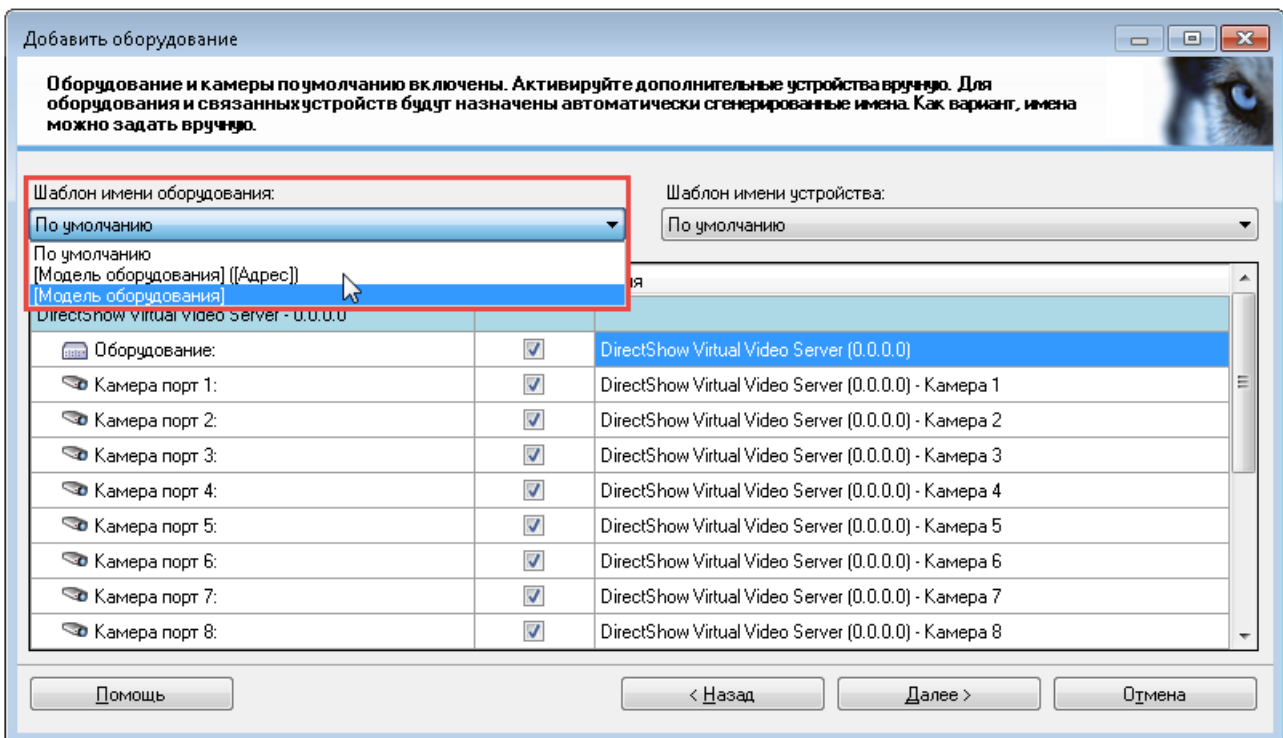 Добавить оборудование
Оборудование и камеры по умолчанию включены. Активируйте дополнительные устройства вручную. Для
оборудования и связанных устройств будут назначены автоматически сгенерированные имена. Как вариант, имена
можно задать вручную.
Шаблон имени оборудования:
Шаблон имени устройства:
По умолчанию
По умолчанию
По умолчанию
[Модель оборудования] ([Адрес])
[Модель оборудования]
DirectShow Virtual Video Server - 0.0.0.0
Оборудование:
DirectShow Virtual Video Server (0.0.0.0)
Камера порт 1:
DirectShow Virtual Video Server (0.0.0.0) - Камера 1
Камера порт 2:
DirectShow Virtual Video Server (0.0.0.0) - Камера 2
Камера порт 3:
DirectShow Virtual Video Server (0.0.0.0) - Камера 3
Камера порт 4:
DirectShow Virtual Video Server (0.0.0.0) - Камера 4
Камера порт 5:
DirectShow Virtual Video Server (0.0.0.0) - Камера 5
Камера порт 6:
DirectShow Virtual Video Server (0.0.0.0) - Камера 6
Камера порт 7:
DirectShow Virtual Video Server (0.0.0.0) - Камера 7
Камера порт 8:
DirectShow Virtual Video Server (0.0.0.0) - Камера 8
Помощь
< Назад
Далее >
Отмена